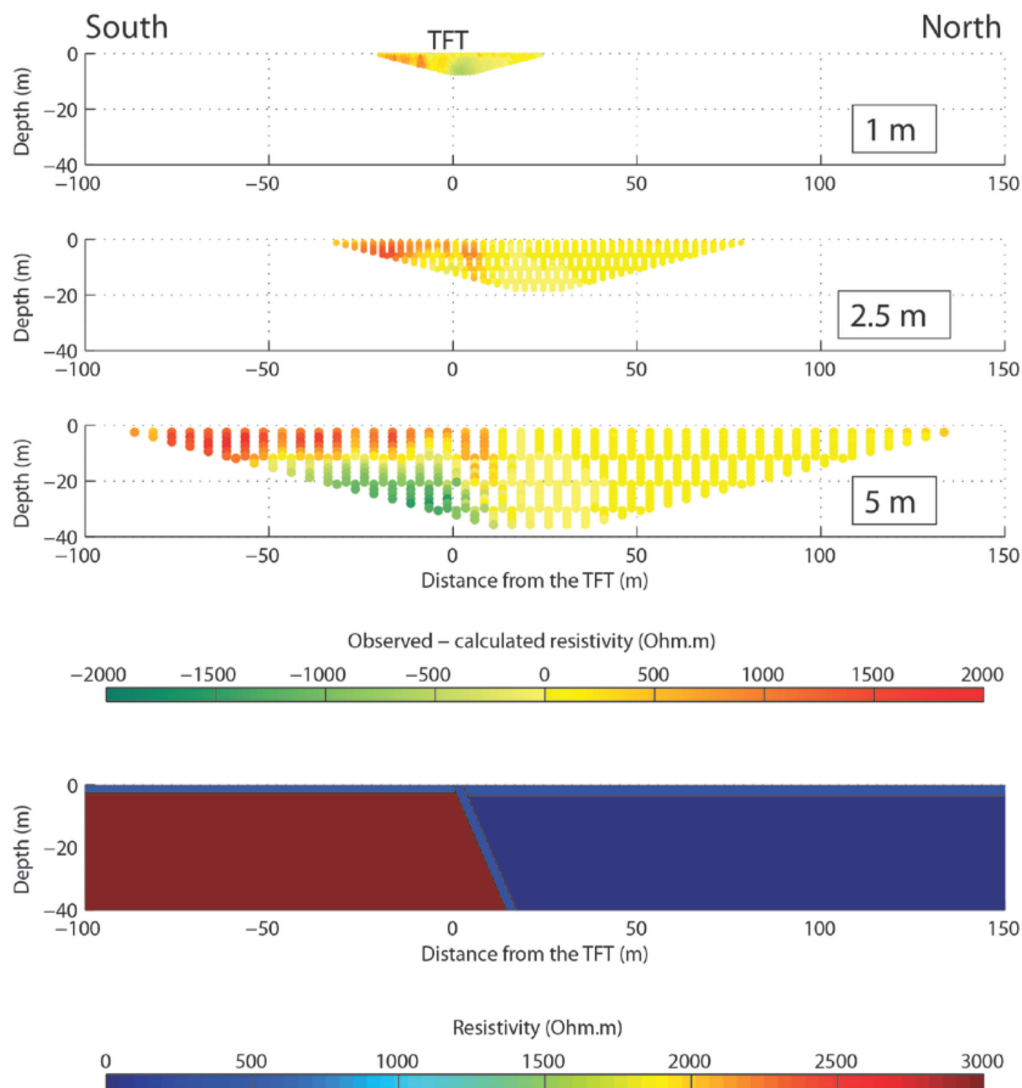 South North
TFT
0
−20
−40
Depth (m)
1 m
−100 −50 0 50 100 150
0
−20
−40
Depth (m)
2.5 m
−100 −50 0 50 100 150
0
−20
−40
Depth (m)
5 m
−100 −50 0 50 100 150
Distance from the TFT (m)
Observed – calculated resistivity (Ohm.m)
−2000 −1500 −1000 −500 0 500 1000 1500 2000
0
−20
−40
Depth (m)
−100 −50 0 50 100 150
Distance from the TFT (m)
Resistivity (Ohm.m)
0 500 1000 1500 2000 2500 3000